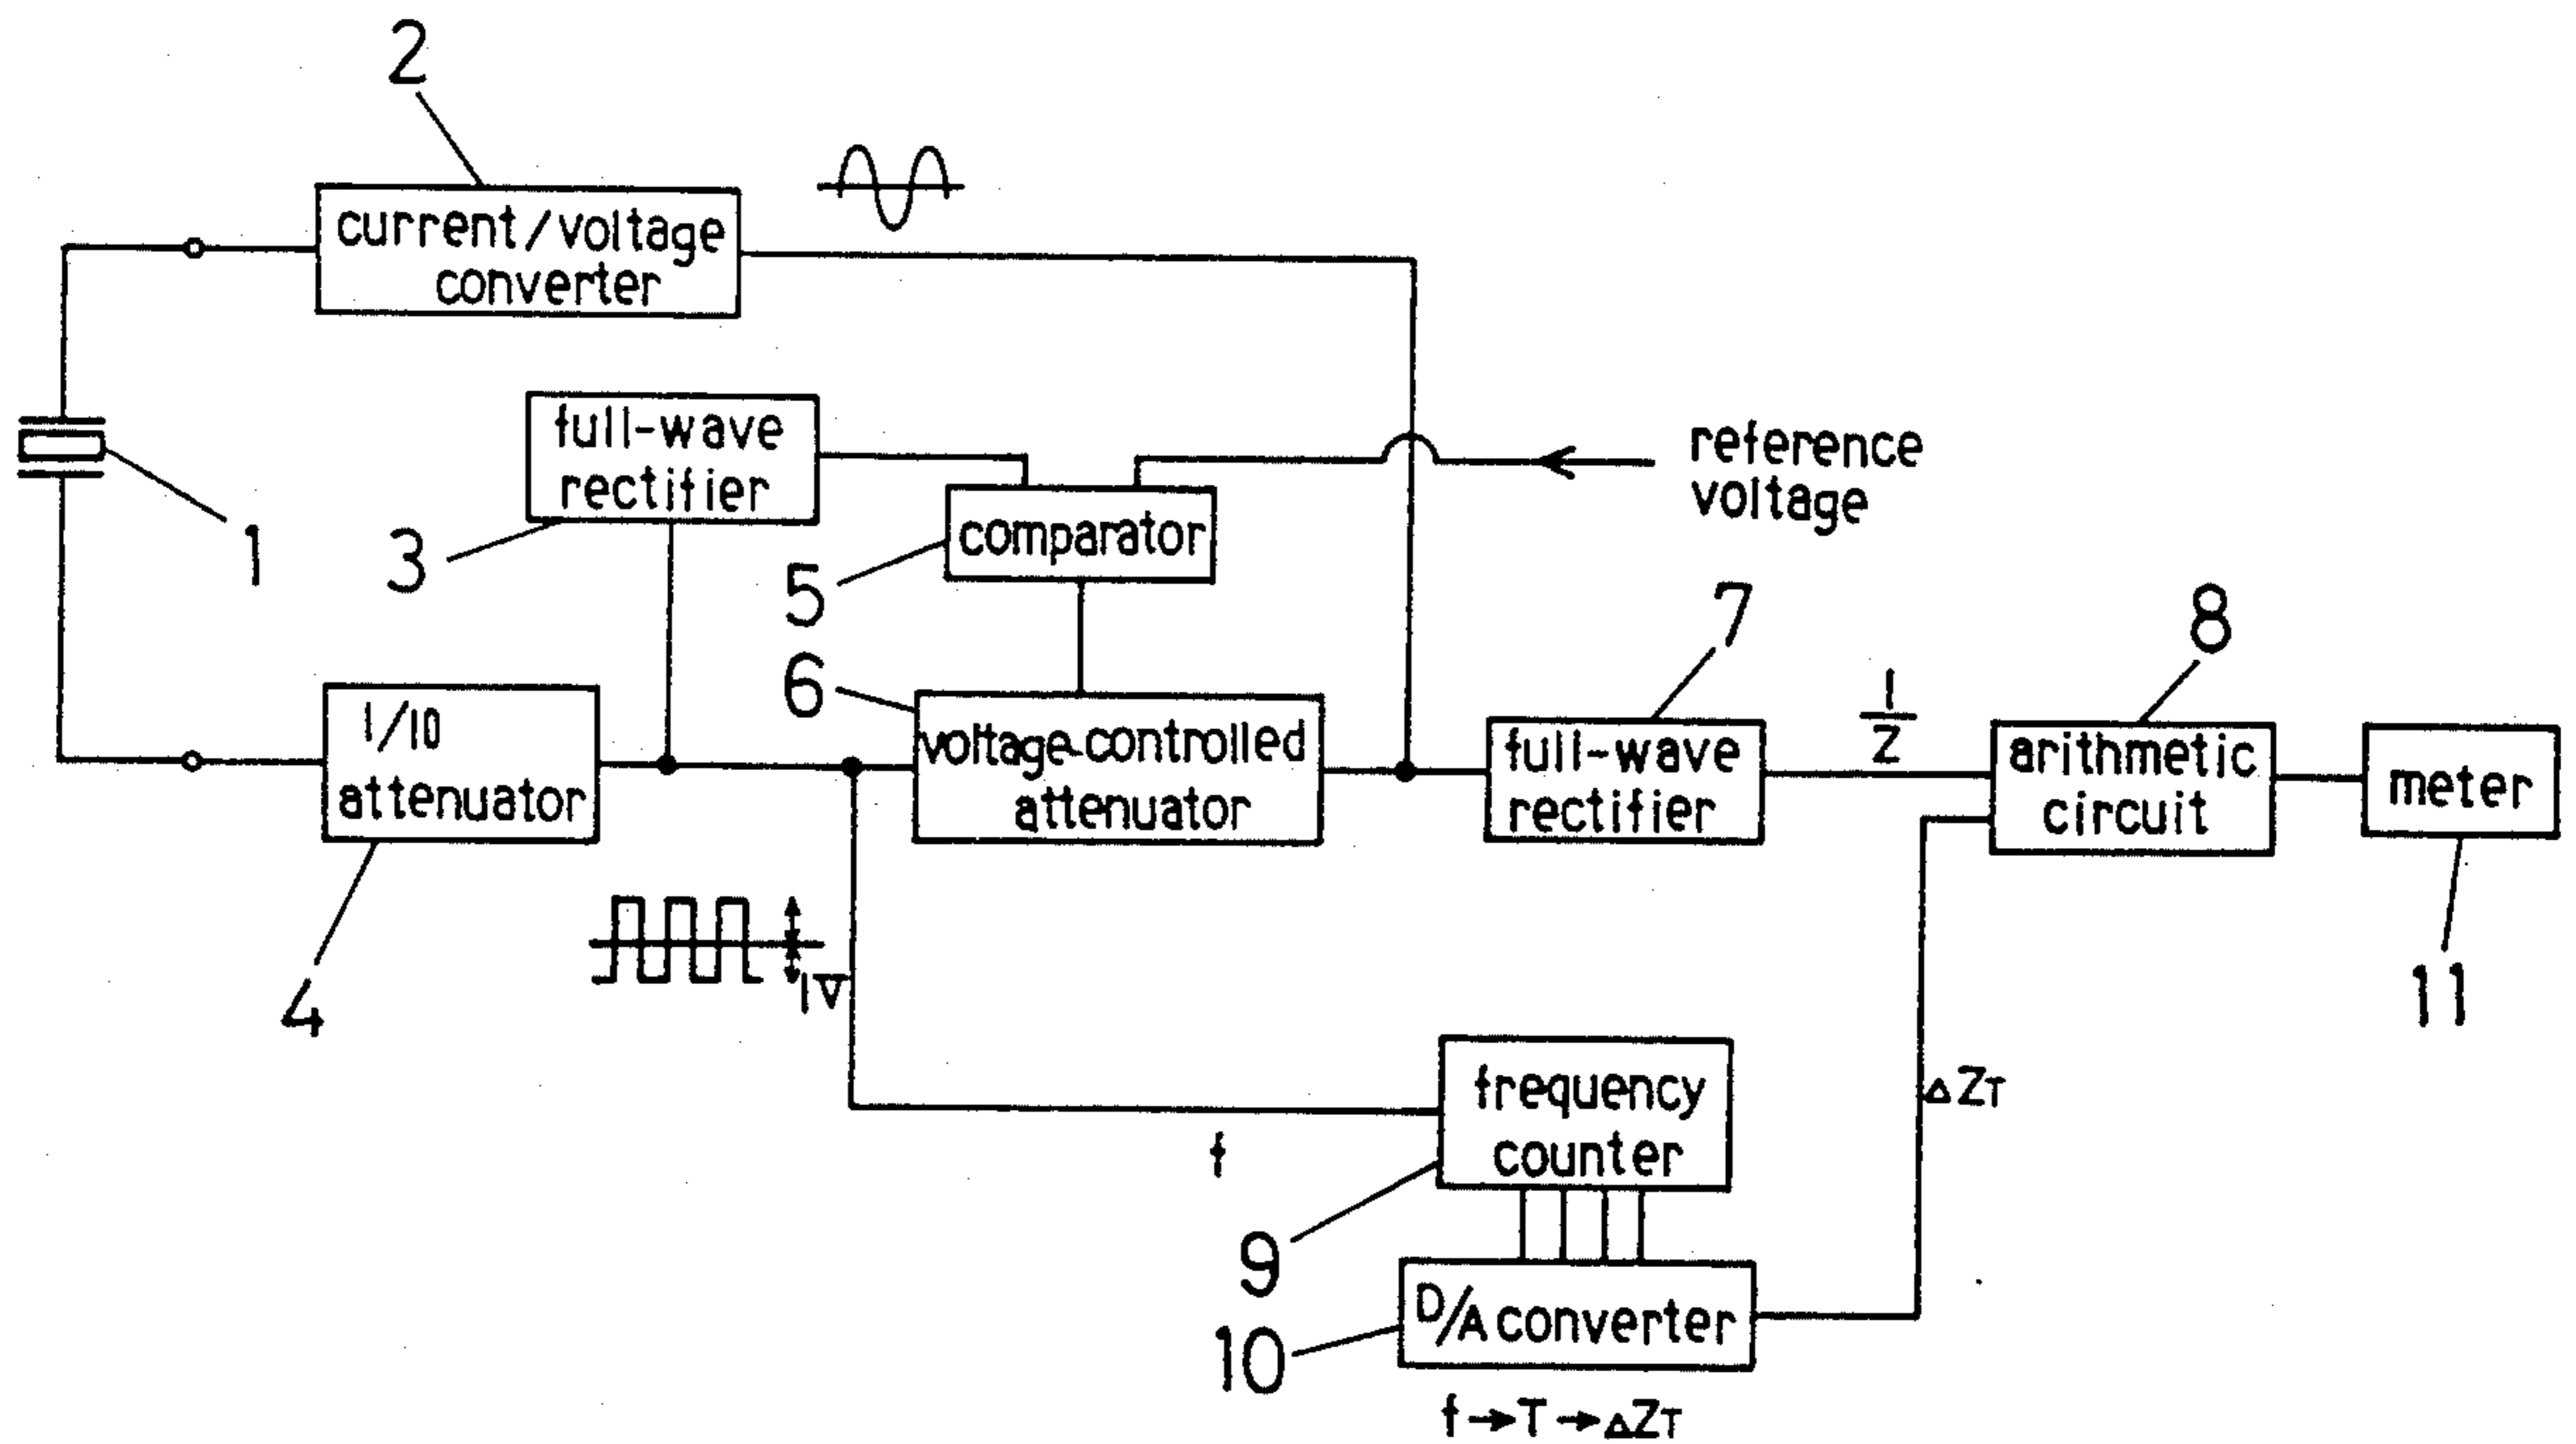 2
current/voltage
converter
full-wave
rectifier
reference
voltage
1
3
comparator
5
7
8
6
1/10
attenuator
voltage-controlled
attenuator
full-wave
rectifier
1
Z
arithmetic
circuit
meter
4
1V
11
frequency
counter
ΔZT
f
9
D/A converter
10
f→T→ΔZT